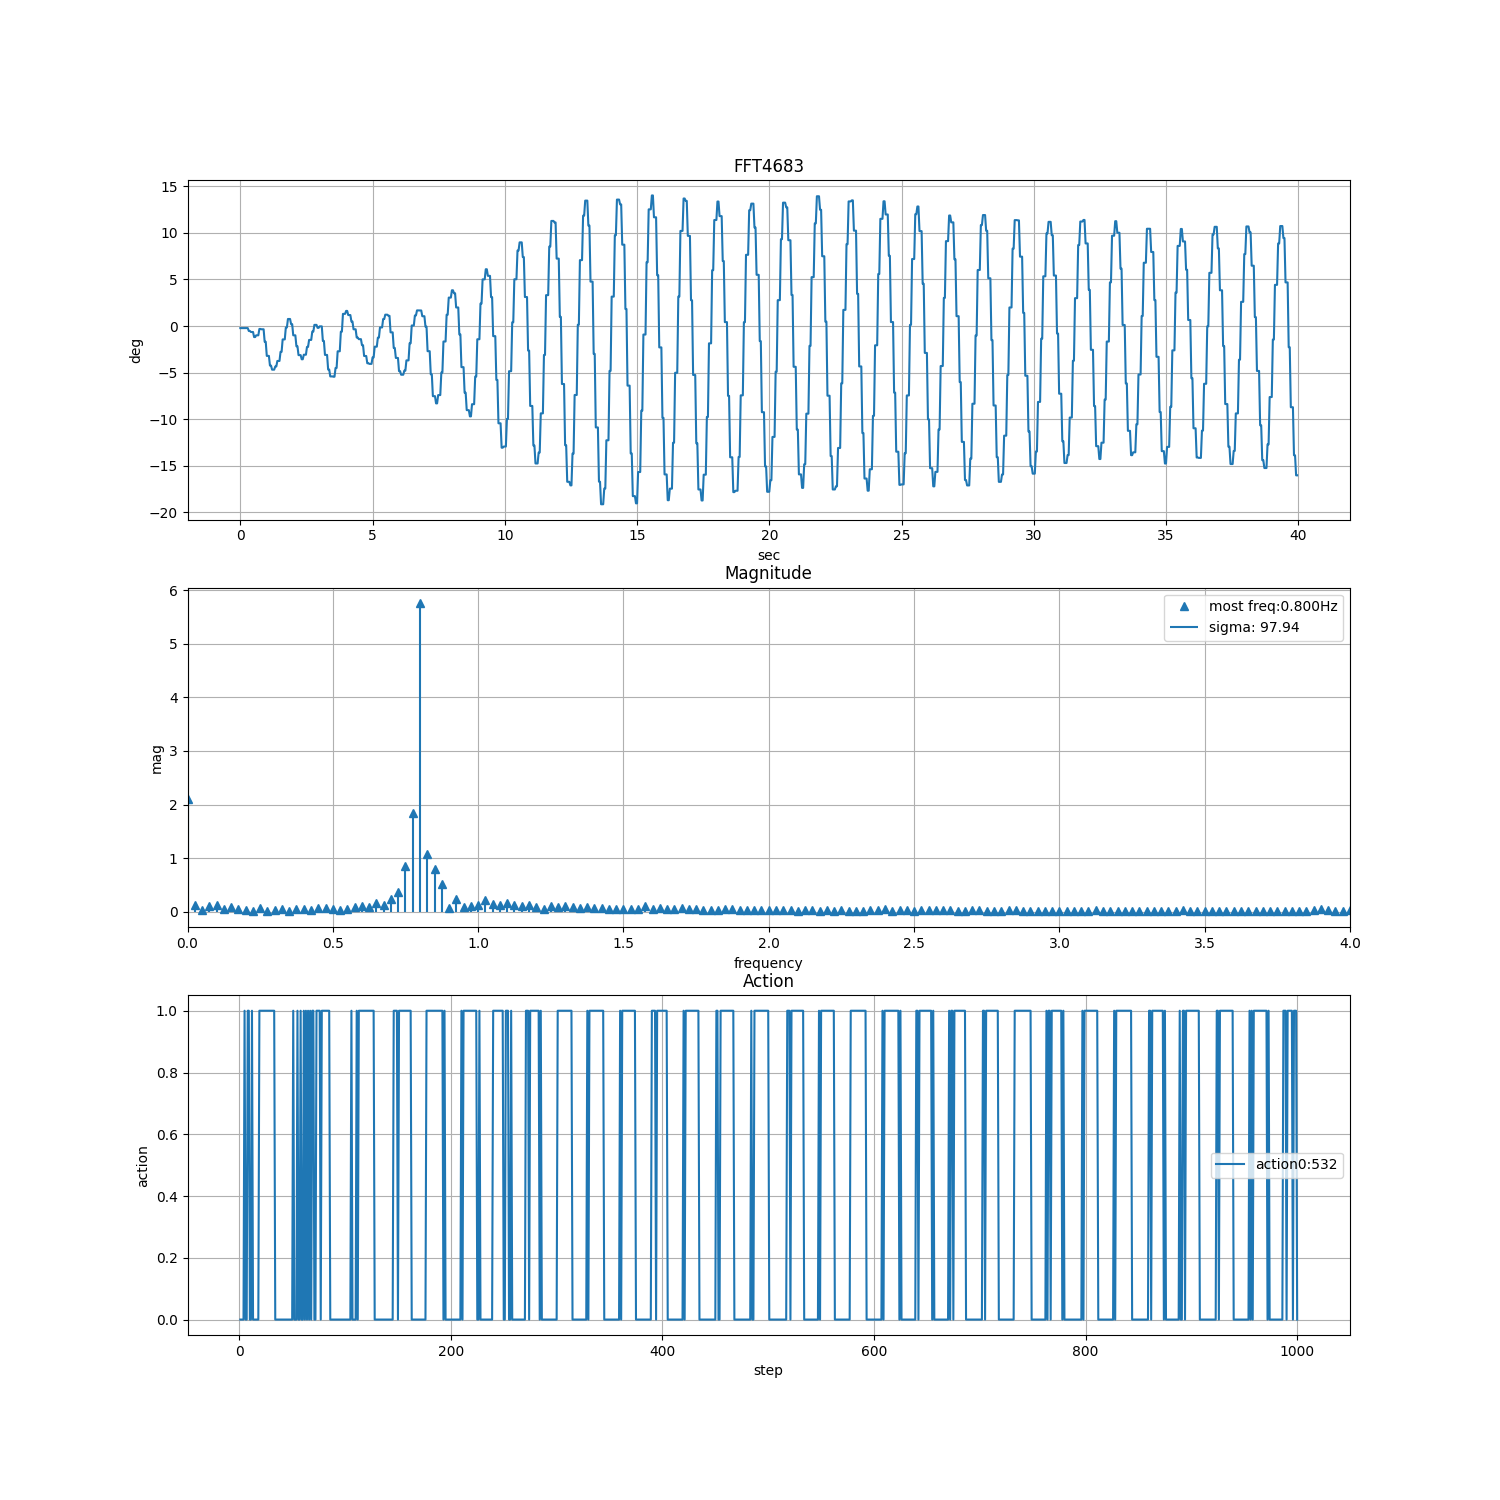 FFT4683
15
10
5
0
−5
−10
−15
−20
deg
0 5 10 15 20 25 30 35 40
sec
Magnitude
6
5
4
3
2
1
0
mag
most freq:0.800Hz
sigma: 97.94
0.0 0.5 1.0 1.5 2.0 2.5 3.0 3.5 4.0
frequency
Action
1.0
0.8
0.6
0.4
0.2
0.0
action
action0:532
0 200 400 600 800 1000
step